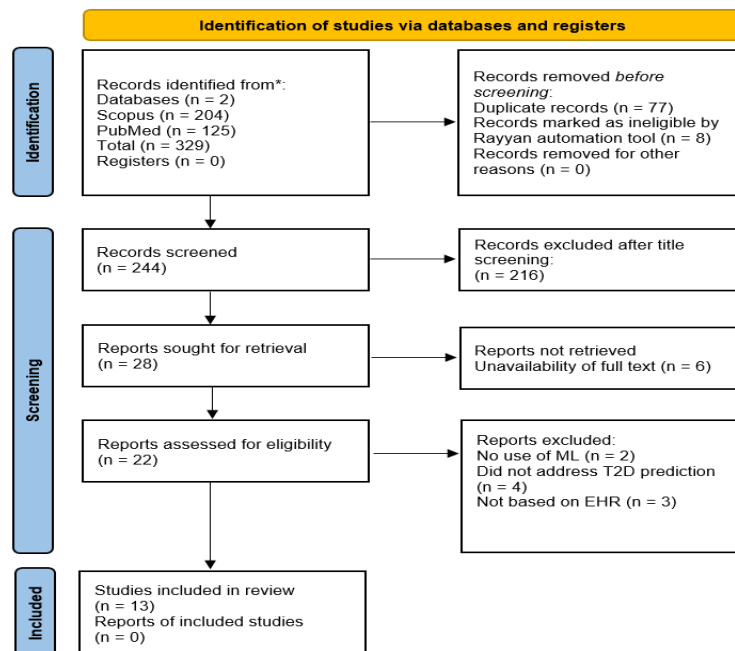 Identification of studies via databases and registers
Identification
Records identified from*:
Databases (n = 2)
Scopus (n = 204)
PubMed (n = 125)
Total (n = 329)
Registers (n = 0)
Records removed before
screening:
Duplicate records (n = 77)
Records marked as ineligible by
Rayyan automation tool (n = 8)
Records removed for other
reasons (n = 0)
Screening
Records screened
(n = 244)
Records excluded after title
screening:
(n = 216)
Reports sought for retrieval
(n = 28)
Reports not retrieved
Unavailability of full text (n = 6)
Reports assessed for eligibility
(n = 22)
Reports excluded:
No use of ML (n = 2)
Did not address T2D prediction
(n = 4)
Not based on EHR (n = 3)
Included
Studies included in review
(n = 13)
Reports of included studies
(n = 0)